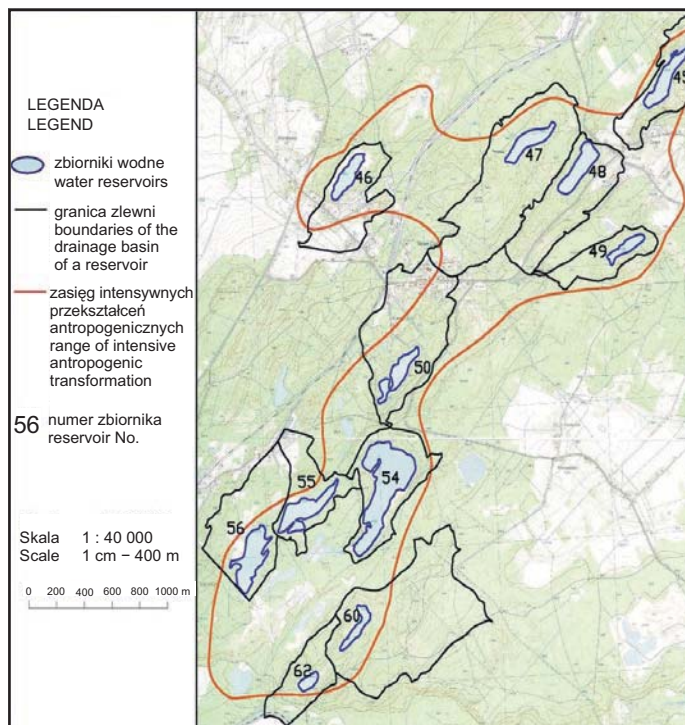 LEGENDA
LEGEND
zbiorniki wodne
water reservoirs
granica zlewni
boundaries of the
drainage basin
of a reservoir
zasięg intensywnych
przekształceń
antropogenicznych
range of intensive
antropogenic
transformation
56 numer zbiornika
reservoir No.
Skala 1 : 40 000
Scale 1 cm – 400 m
0 200 400 600 800 1000 m
45
47
48
46
49
50
54
55
56
60
62